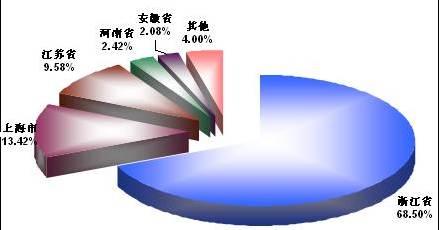 安徽省
2.08%
其他
4.00%
河南省
2.42%
江苏省
9.58%
上海市
13.42%
浙江省
68.50%